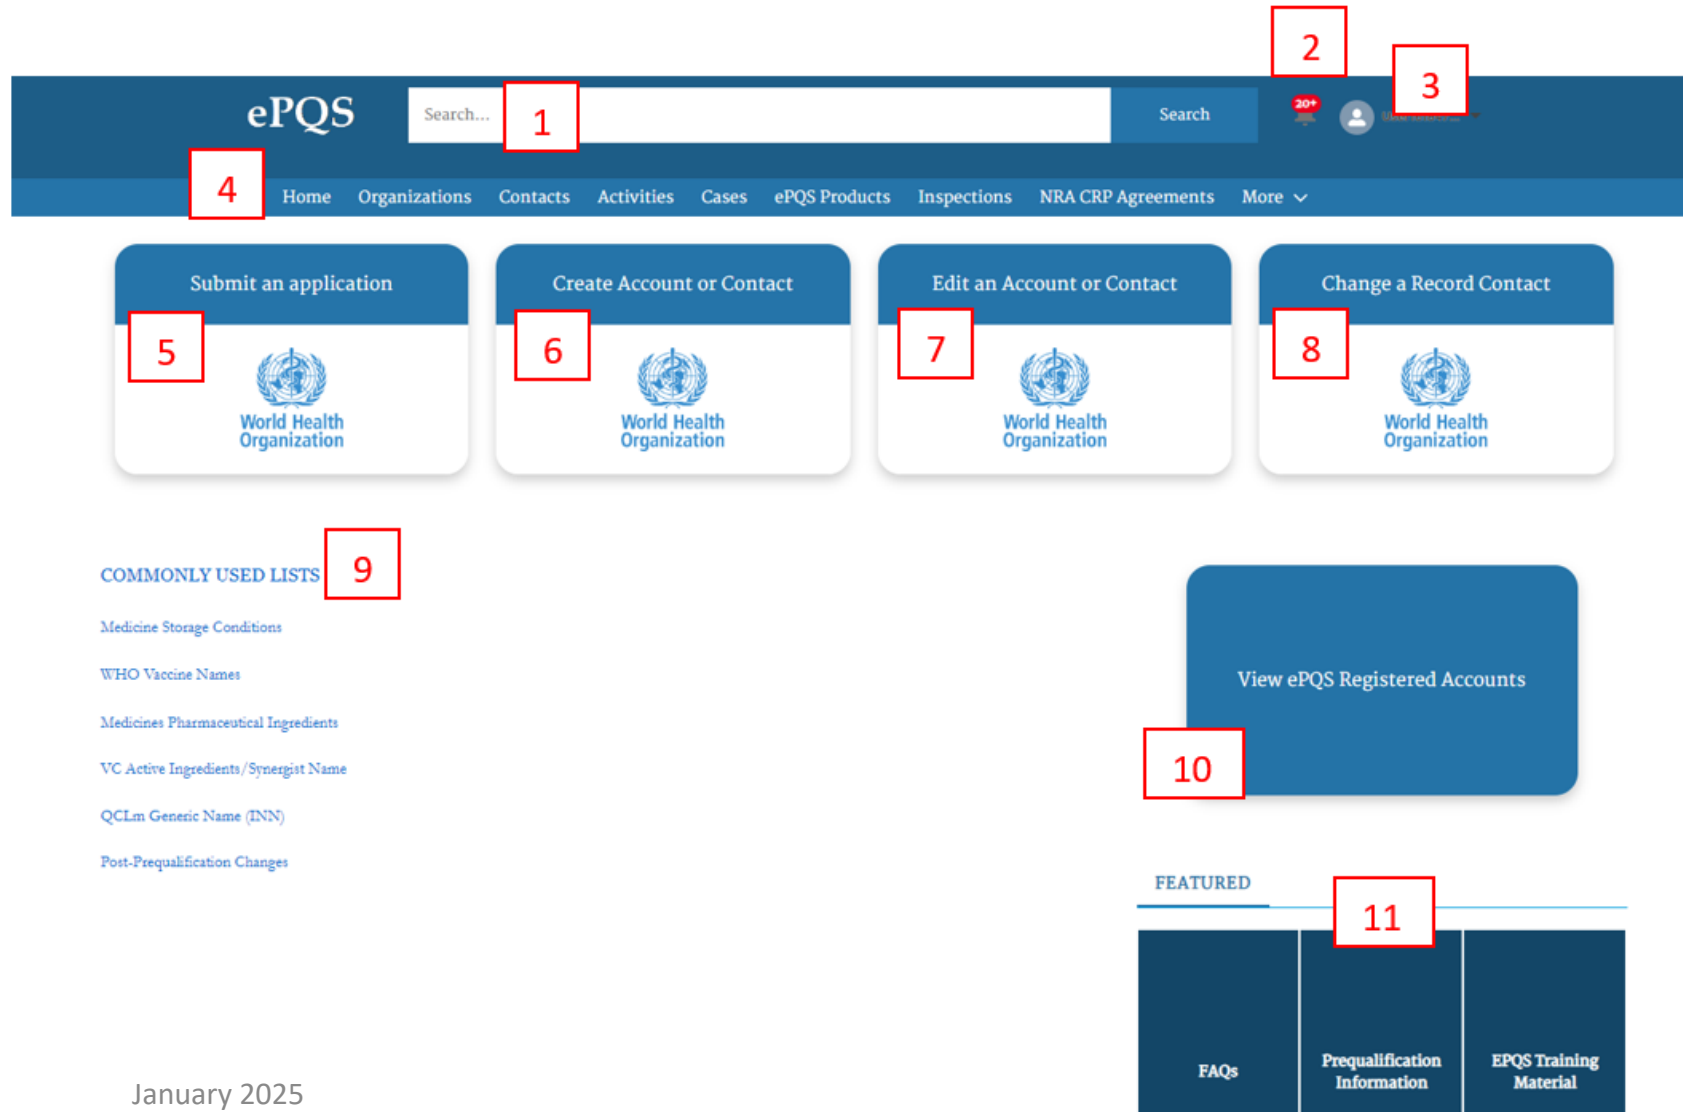 2
3
ePQS
Search...
1
Search
20+
4
Home Organizations Contacts Activities Cases ePQS Products Inspections NRA CRP Agreements More
Submit an application
5
World Health
Organization
Create Account or Contact
6
World Health
Organization
Edit an Account or Contact
7
World Health
Organization
Change a Record Contact
8
World Health
Organization
COMMONLY USED LISTS
9
Medicine Storage Conditions
WHO Vaccine Names
Medicines Pharmaceutical Ingredients
VC Active Ingredients/Synergist Name
QCLm Generic Name (INN)
Post-Prequalification Changes
View ePQS Registered Accounts
10
FEATURED
11
FAQs
Prequalification
Information
EPQS Training
Material
January 2025